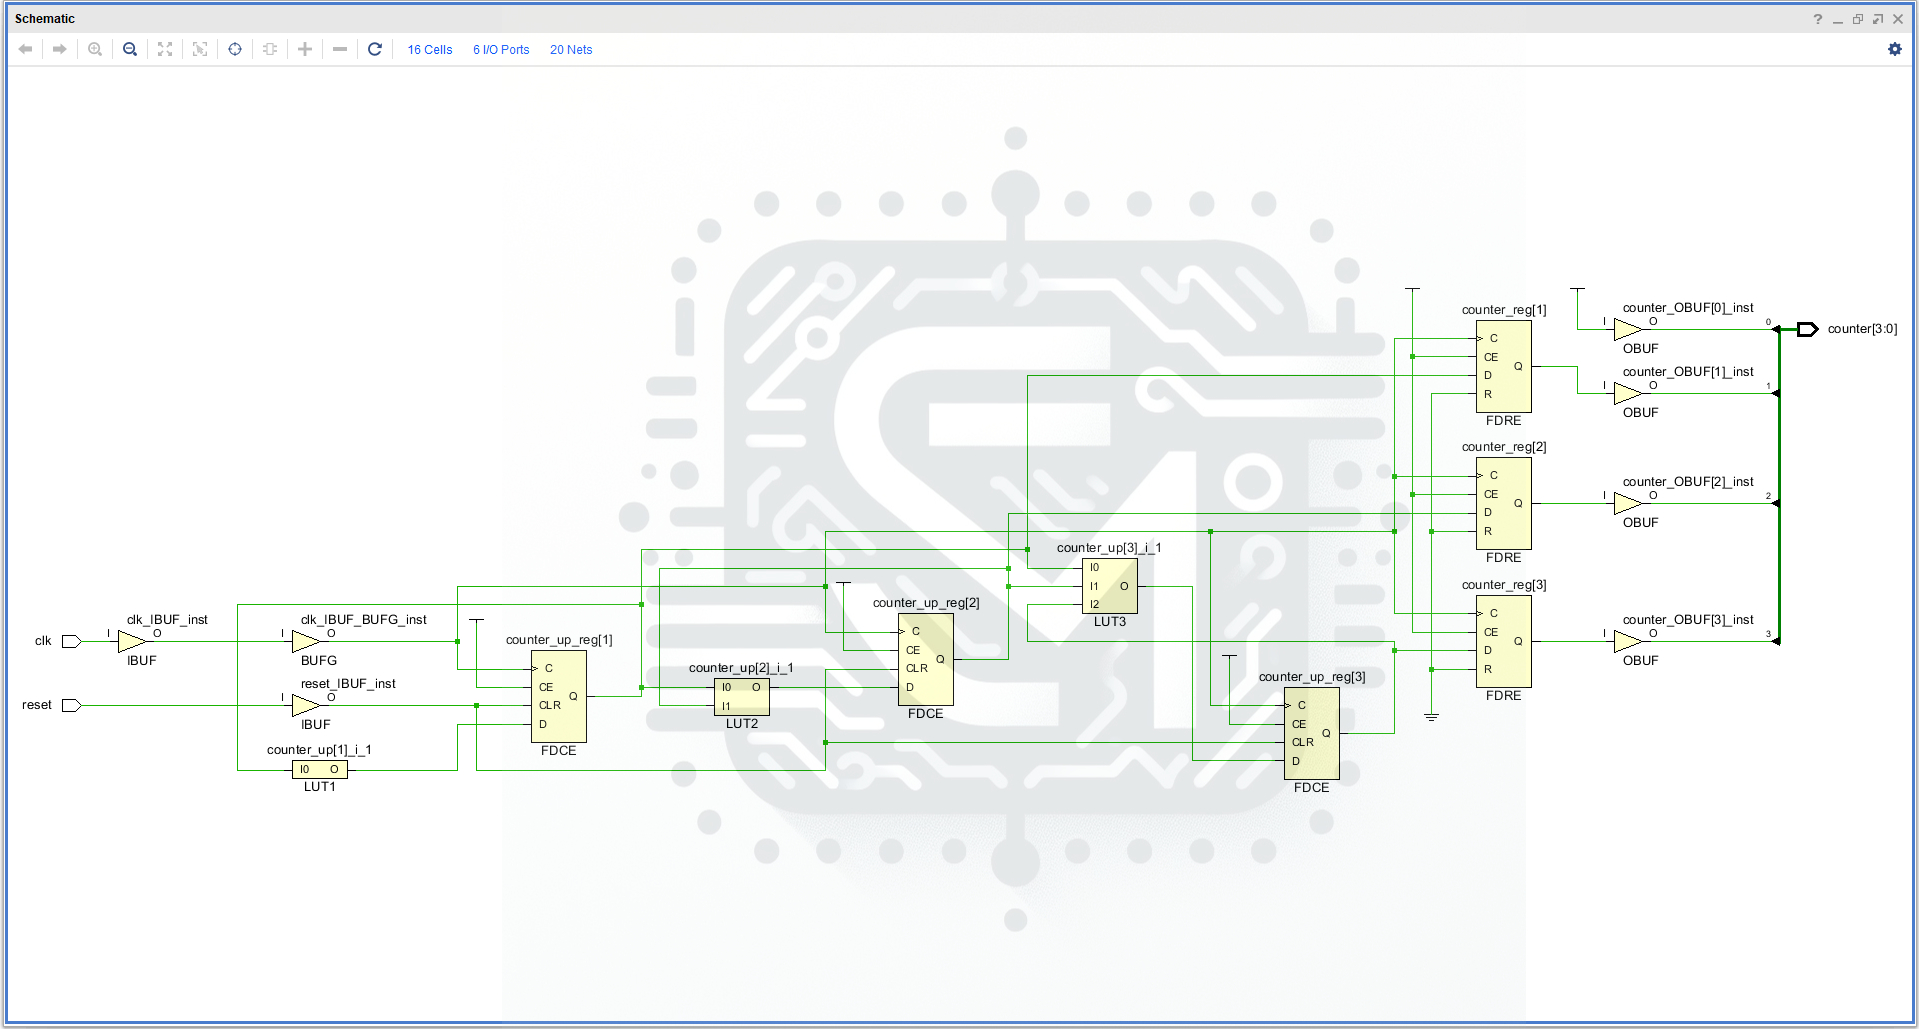 Schematic
16 Cells 6 I/O Ports 20 Nets
clk
clk_IBUF_inst
I O
IBUF
clk_IBUF_BUFG_inst
I O
BUFG
reset
reset_IBUF_inst
I O
IBUF
counter_up[1]_i_1
I0 O
LUT1
counter_up_reg[1]
C
CE
CLR
D
Q
FDCE
counter_up[2]_i_1
I0 O
I1
LUT2
counter_up_reg[2]
C
CE
CLR
D
Q
FDCE
counter_up[3]_i_1
I0
I1 O
I2
LUT3
counter_up_reg[3]
C
CE
CLR
D
Q
FDCE
counter_reg[1]
C
CE
D
R
Q
FDRE
counter_reg[2]
C
CE
D
R
Q
FDRE
counter_reg[3]
C
CE
D
R
Q
FDRE
counter_OBUF[0]_inst
I O 0
OBUF
counter_OBUF[1]_inst
I O 1
OBUF
counter_OBUF[2]_inst
I O 2
OBUF
counter_OBUF[3]_inst
I O 3
OBUF
counter[3:0]